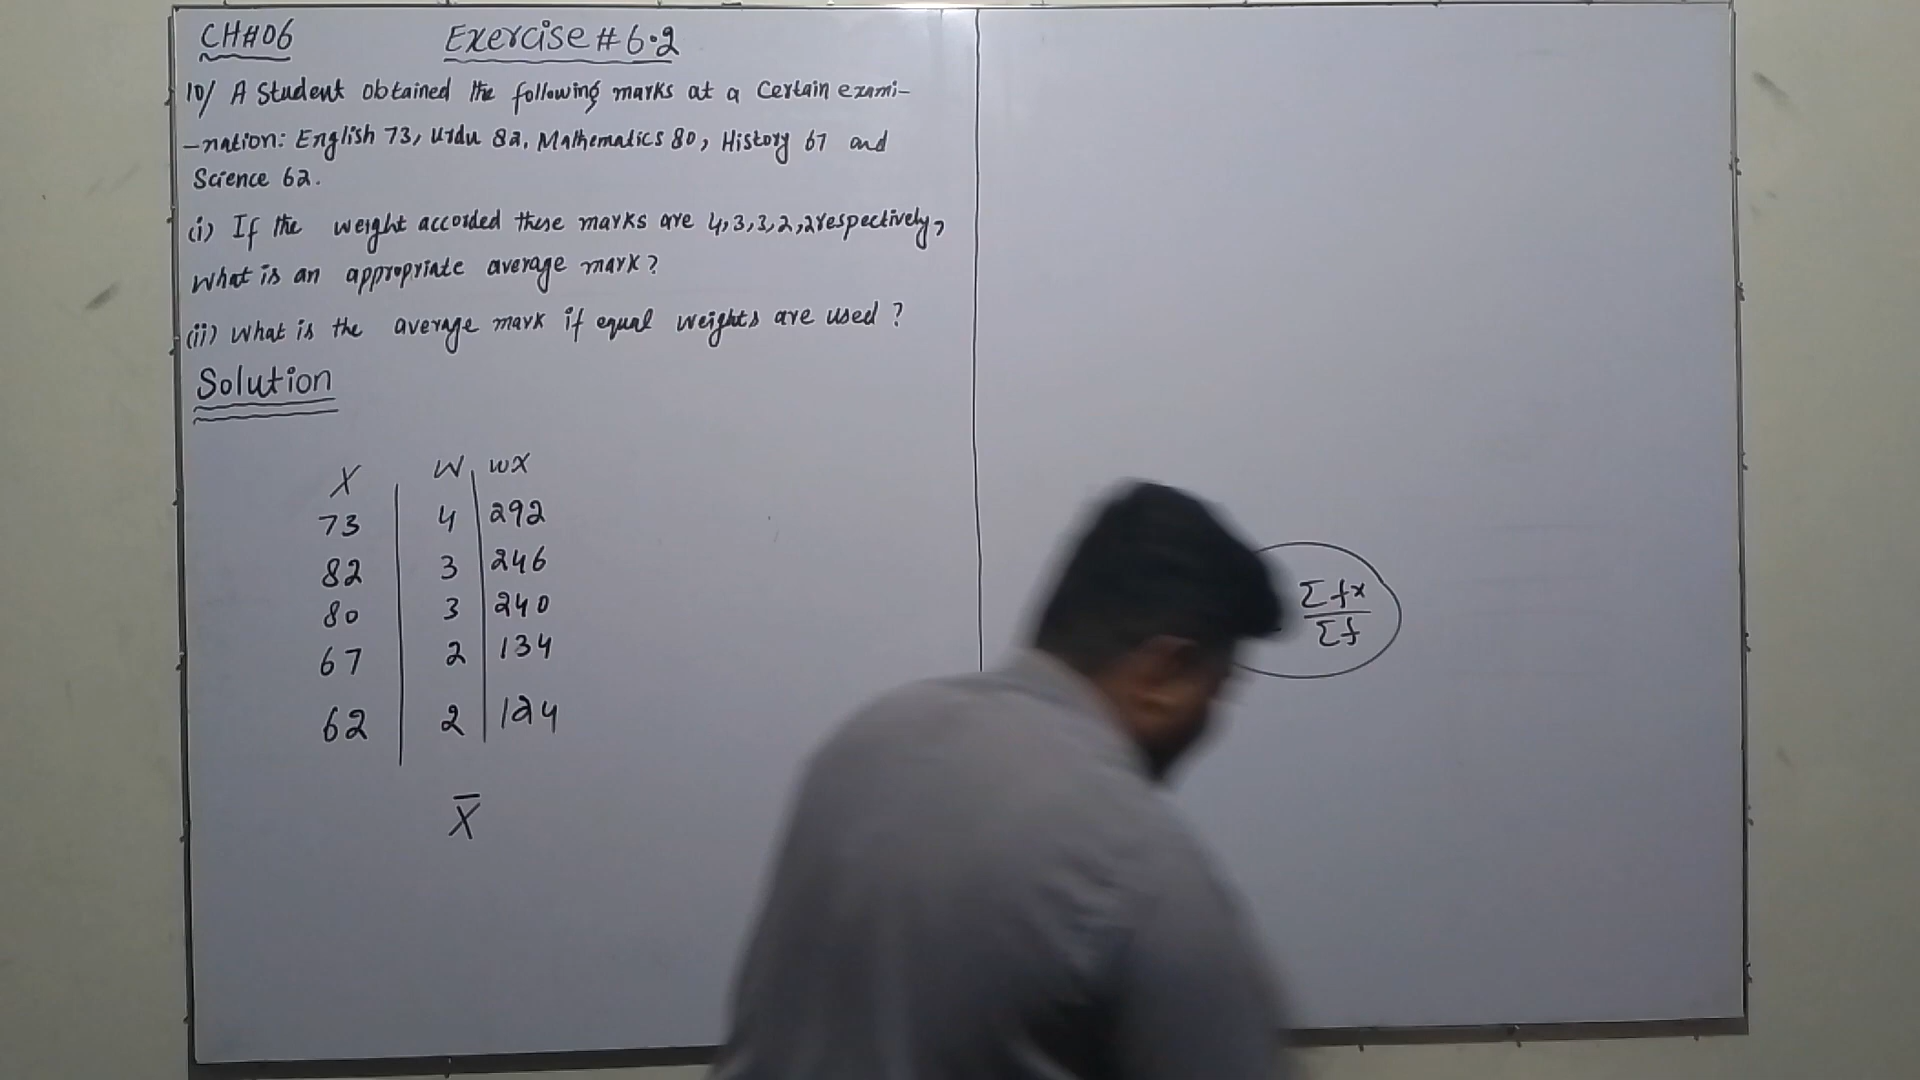 CH#06 Exercise # 6.2
10/ A Student obtained the following marks at a Certain exami-
-nation: English 73, Urdu 82, Mathematics 80, History 67 and
Science 62.
(i) If the weight accorded these marks are 4,3,3,2,2 respectively,
What is an appropriate average mark?
(ii) What is the average mark if equal weights are used ?
Solution
X W WX
73 4 292
82 3 246
80 3 240
67 2 134
62 2 124
X̄
Σfx
Σf